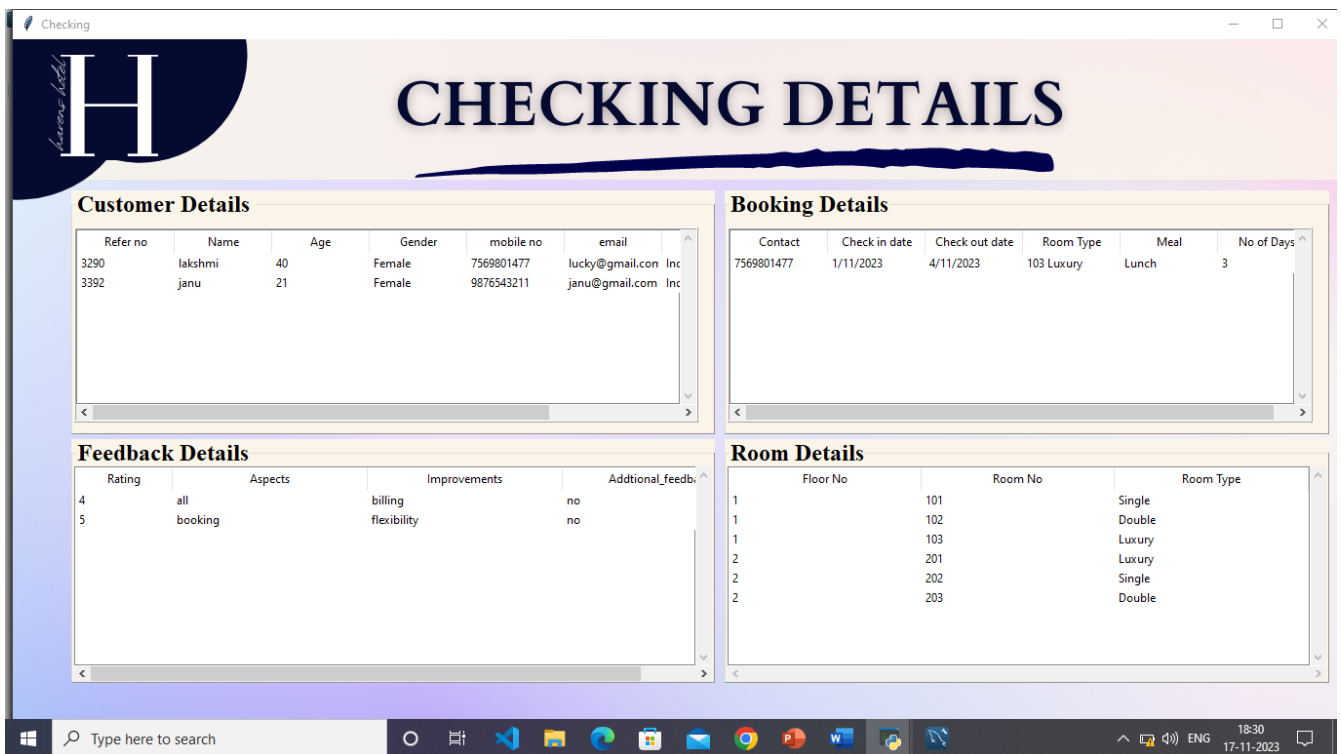 Checking
havens hotel
H
CHECKING DETAILS
Customer Details
Refer no Name Age Gender mobile no email
3290 lakshmi 40 Female 7569801477 lucky@gmail.com Inc
3392 janu 21 Female 9876543211 janu@gmail.com Inc
Booking Details
Contact Check in date Check out date Room Type Meal No of Days
7569801477 1/11/2023 4/11/2023 103 Luxury Lunch 3
Feedback Details
Rating Aspects Improvements Addtional_feedba
4 all billing no
5 booking flexibility no
Room Details
Floor No Room No Room Type
1 101 Single
1 102 Double
1 103 Luxury
2 201 Luxury
2 202 Single
2 203 Double
Type here to search
ENG
18:30
17-11-2023